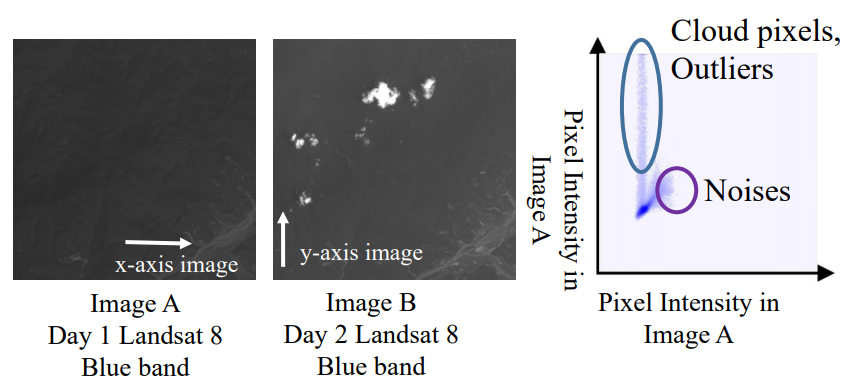 x-axis image
Image A
Day 1 Landsat 8
Blue band
y-axis image
Image B
Day 2 Landsat 8
Blue band
Cloud pixels,
Outliers
Noises
Pixel Intensity in
Image A
Pixel Intensity in
Image A